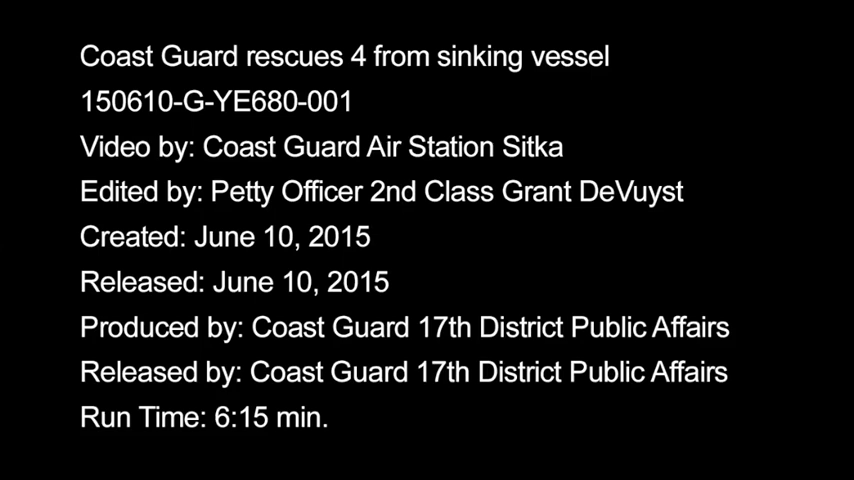 Coast Guard rescues 4 from sinking vessel
150610-G-YE680-001
Video by: Coast Guard Air Station Sitka
Edited by: Petty Officer 2nd Class Grant DeVuyst
Created: June 10, 2015
Released: June 10, 2015
Produced by: Coast Guard 17th District Public Affairs
Released by: Coast Guard 17th District Public Affairs
Run Time: 6:15 min.